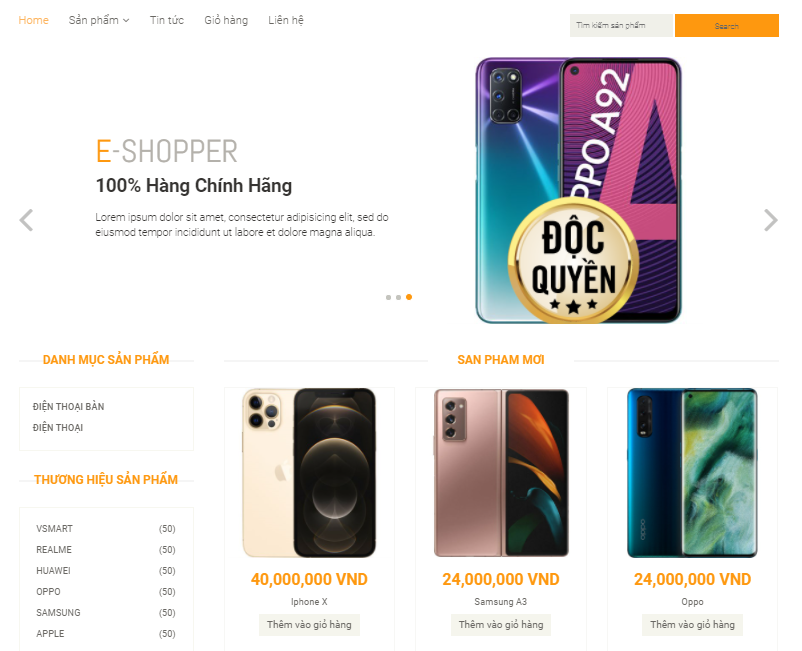 Home Sản phẩm Tin tức Giỏ hàng Liên hệ
Tìm kiếm sản phẩm Search
E-SHOPPER
100% Hàng Chính Hãng
Lorem ipsum dolor sit amet, consectetur adipisicing elit, sed do
eiusmod tempor incididunt ut labore et dolore magna aliqua.
OPPO A92
ĐỘC
QUYỀN
DANH MỤC SẢN PHẨM
ĐIỆN THOẠI BÀN
ĐIỆN THOẠI
THƯƠNG HIỆU SẢN PHẨM
VSMART (50)
REALME (50)
HUAWEI (50)
OPPO (50)
SAMSUNG (50)
APPLE (50)
SAN PHAM MƠI
40,000,000 VND
Iphone X
Thêm vào giỏ hàng
24,000,000 VND
Samsung A3
Thêm vào giỏ hàng
oppo
24,000,000 VND
Oppo
Thêm vào giỏ hàng